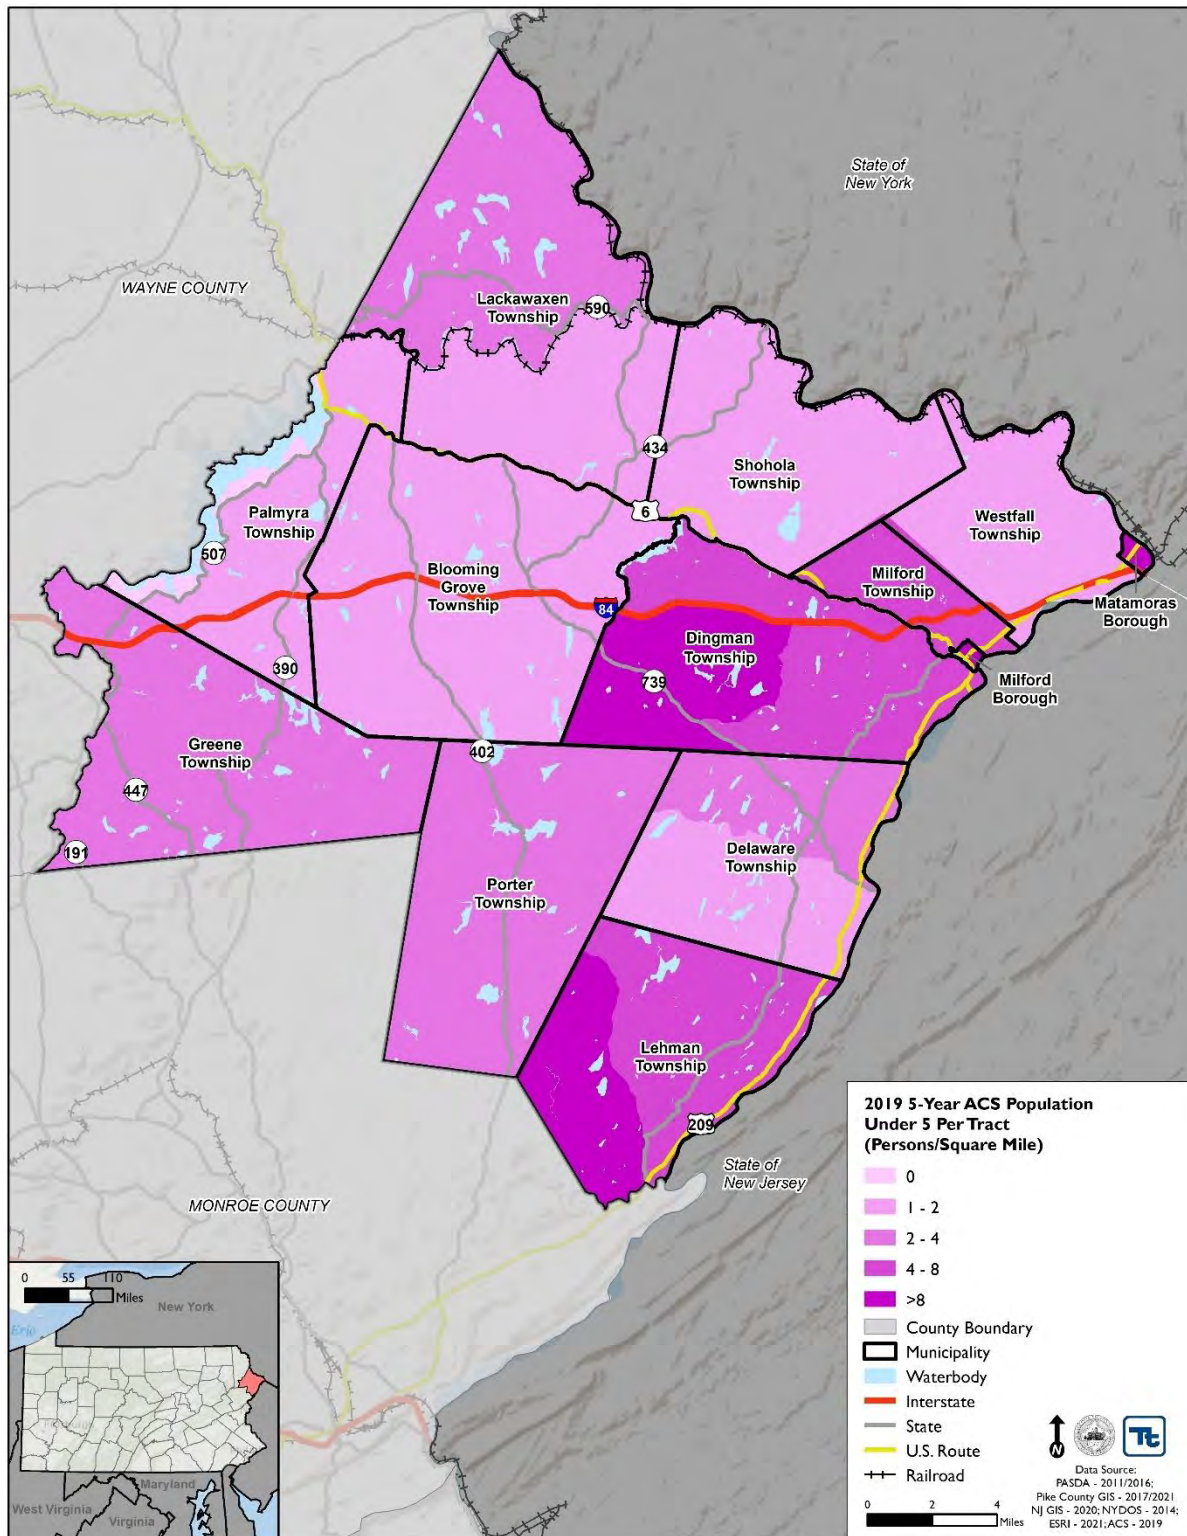 State of
New York
WAYNE COUNTY
Lackawaxen
Township
590
434
Shohola
Township
6
Palmyra
Township
507
Westfall
Township
Blooming
Grove
Township
84
Milford
Township
Matamoras
Borough
Dingman
Township
390
739
Milford
Borough
Greene
Township
402
447
191
Delaware
Township
Porter
Township
Lehman
Township
209
State of
New Jersey
MONROE COUNTY
2019 5-Year ACS Population
Under 5 Per Tract
(Persons/Square Mile)
0
1 - 2
2 - 4
4 - 8
>8
County Boundary
Municipality
Waterbody
Interstate
State
U.S. Route
Railroad
N
Tt
Data Source:
PASDA - 2011/2016;
Pike County GIS - 2017/2021
NJ GIS - 2020; NYDOS - 2014;
ESRI - 2021; ACS - 2019
0 2 4
Miles
0 55 110
Miles
New York
Erie
Maryland
West Virginia
Virginia